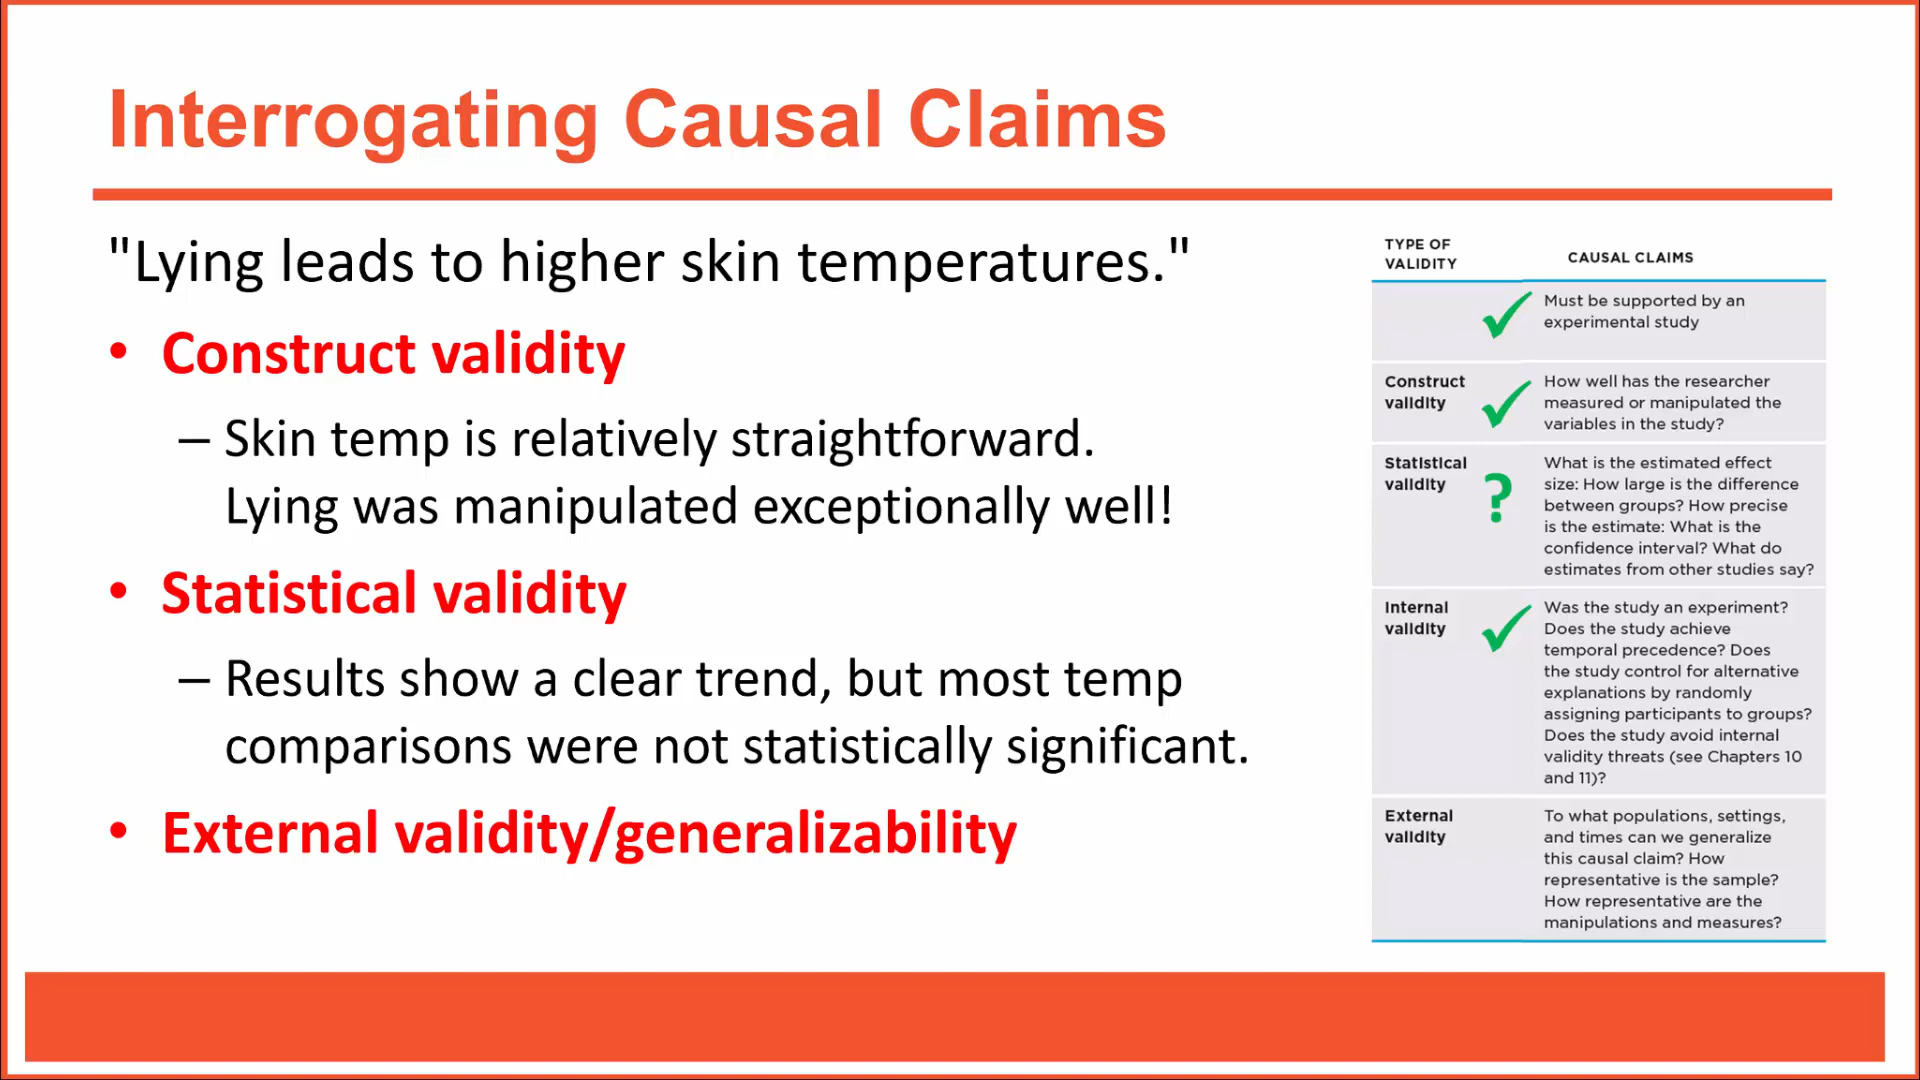 Interrogating Causal Claims
"Lying leads to higher skin temperatures."
• Construct validity
– Skin temp is relatively straightforward.
Lying was manipulated exceptionally well!
• Statistical validity
– Results show a clear trend, but most temp
comparisons were not statistically significant.
• External validity/generalizability
TYPE OF
VALIDITY
CAUSAL CLAIMS
Must be supported by an
experimental study
Construct
validity
How well has the researcher
measured or manipulated the
variables in the study?
Statistical
validity
?
What is the estimated effect
size: How large is the difference
between groups? How precise
is the estimate: What is the
confidence interval? What do
estimates from other studies say?
Internal
validity
Was the study an experiment?
Does the study achieve
temporal precedence? Does
the study control for alternative
explanations by randomly
assigning participants to groups?
Does the study avoid internal
validity threats (see Chapters 10
and 11)?
External
validity
To what populations, settings,
and times can we generalize
this causal claim? How
representative is the sample?
How representative are the
manipulations and measures?